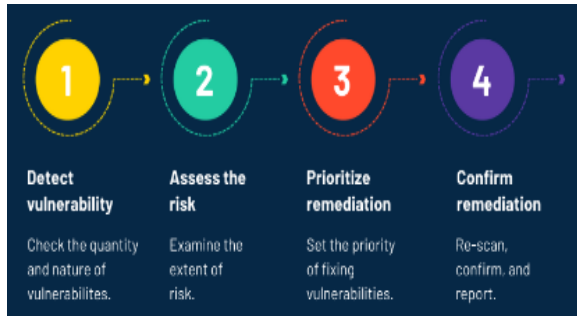 1
2
3
4
Detect
vulnerability
Check the quantity
and nature of
vulnerabilites.
Assess the
risk
Examine the
extent of
risk.
Prioritize
remediation
Set the priority
of fixing
vulnerabilities.
Confirm
remediation
Re-scan,
confirm, and
report.